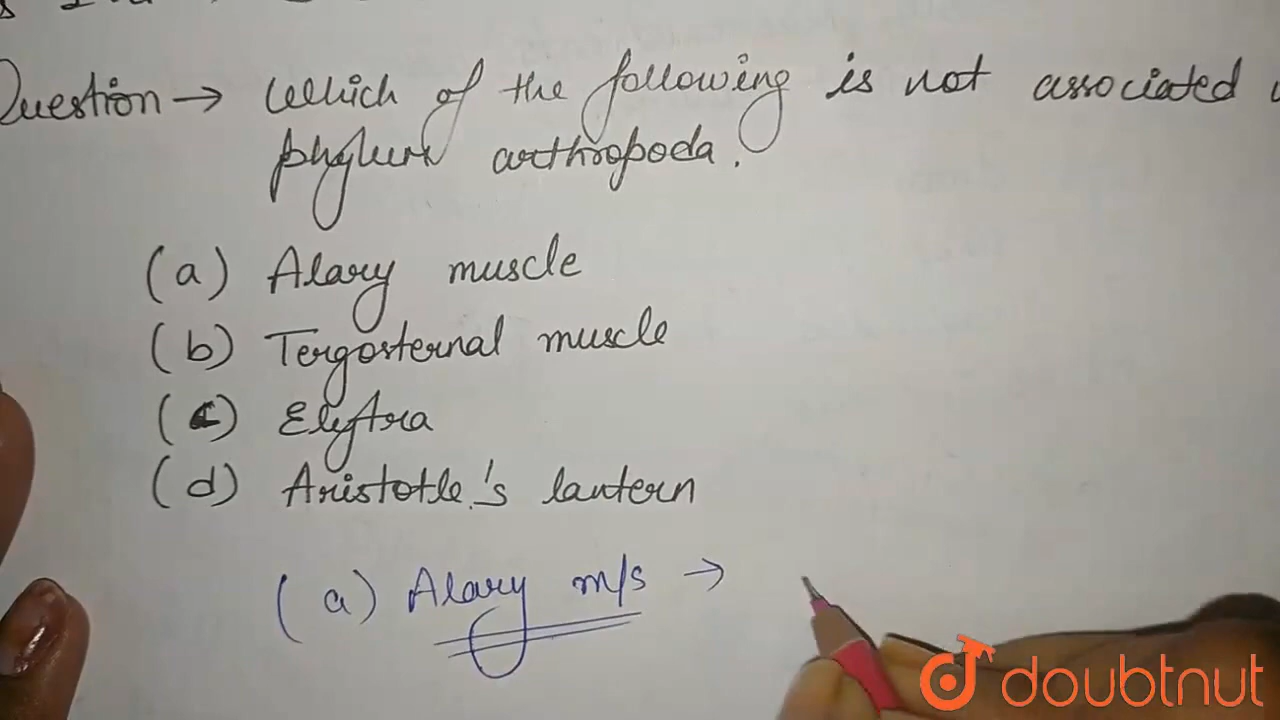 Question → Which of the following is not associated
phylum arthropoda.
(a) Alary muscle
(b) Tergosternal muscle
(c) Elytra
(d) Aristotle's lantern
(a) Alary m/s →
doubtnut